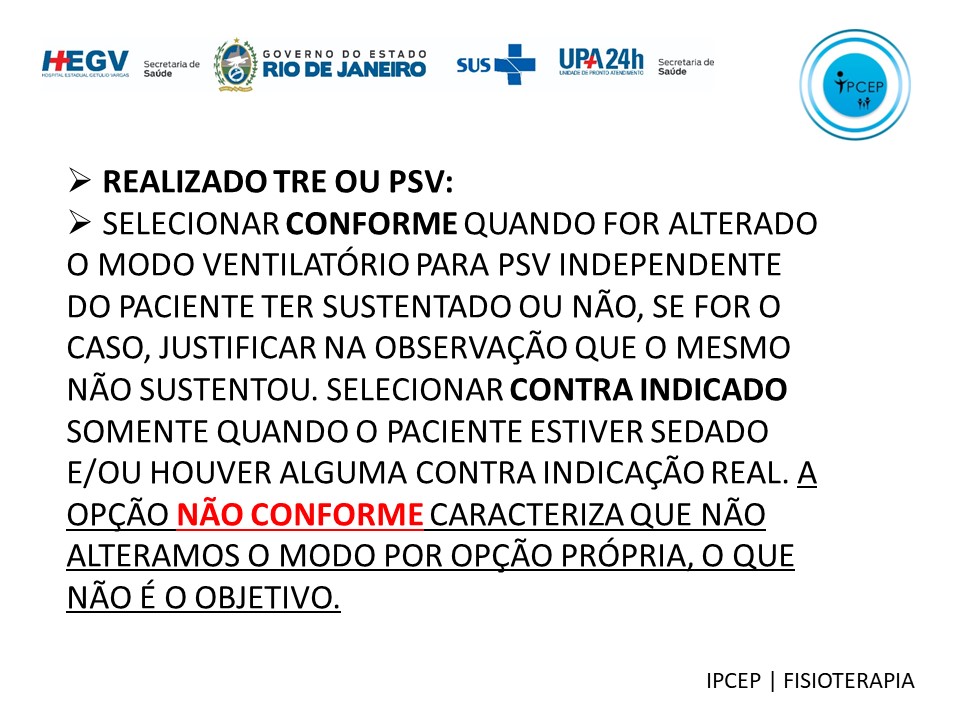 HEGV
HOSPITAL ESTADUAL GETÚLIO VARGAS
Secretaria de
Saúde
GOVERNO DO ESTADO
RIO DE JANEIRO
SUS
UPA 24h
UNIDADE DE PRONTO ATENDIMENTO
Secretaria de
Saúde
IPCEP
➢ REALIZADO TRE OU PSV:
➢ SELECIONAR CONFORME QUANDO FOR ALTERADO
O MODO VENTILATÓRIO PARA PSV INDEPENDENTE
DO PACIENTE TER SUSTENTADO OU NÃO, SE FOR O
CASO, JUSTIFICAR NA OBSERVAÇÃO QUE O MESMO
NÃO SUSTENTOU. SELECIONAR CONTRA INDICADO
SOMENTE QUANDO O PACIENTE ESTIVER SEDADO
E/OU HOUVER ALGUMA CONTRA INDICAÇÃO REAL. A
OPÇÃO NÃO CONFORME CARACTERIZA QUE NÃO
ALTERAMOS O MODO POR OPÇÃO PRÓPRIA, O QUE
NÃO É O OBJETIVO.
IPCEP | FISIOTERAPIA